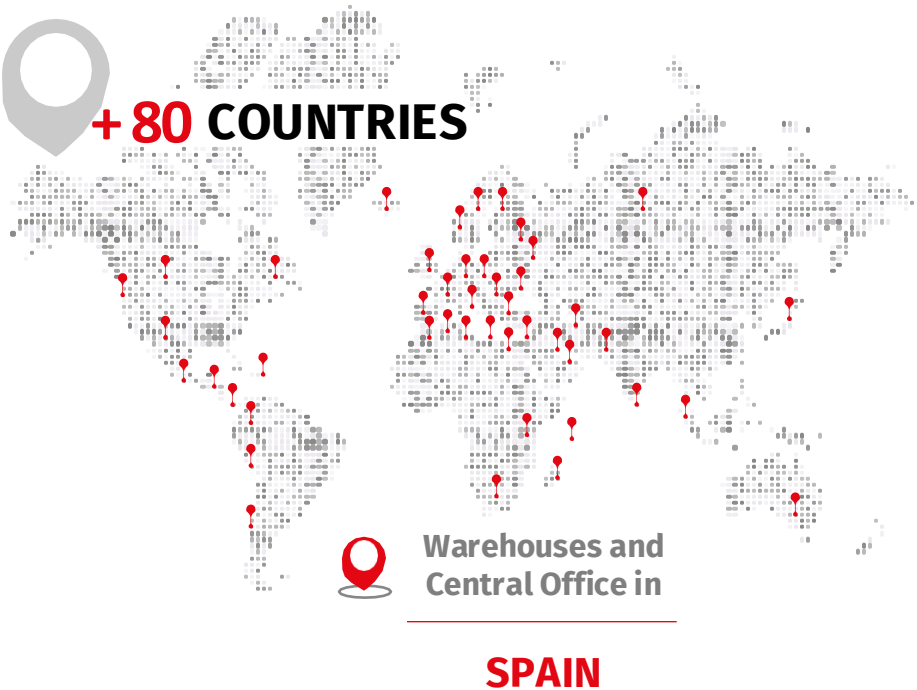 + 80 COUNTRIES
Warehouses and
Central Office in
SPAIN